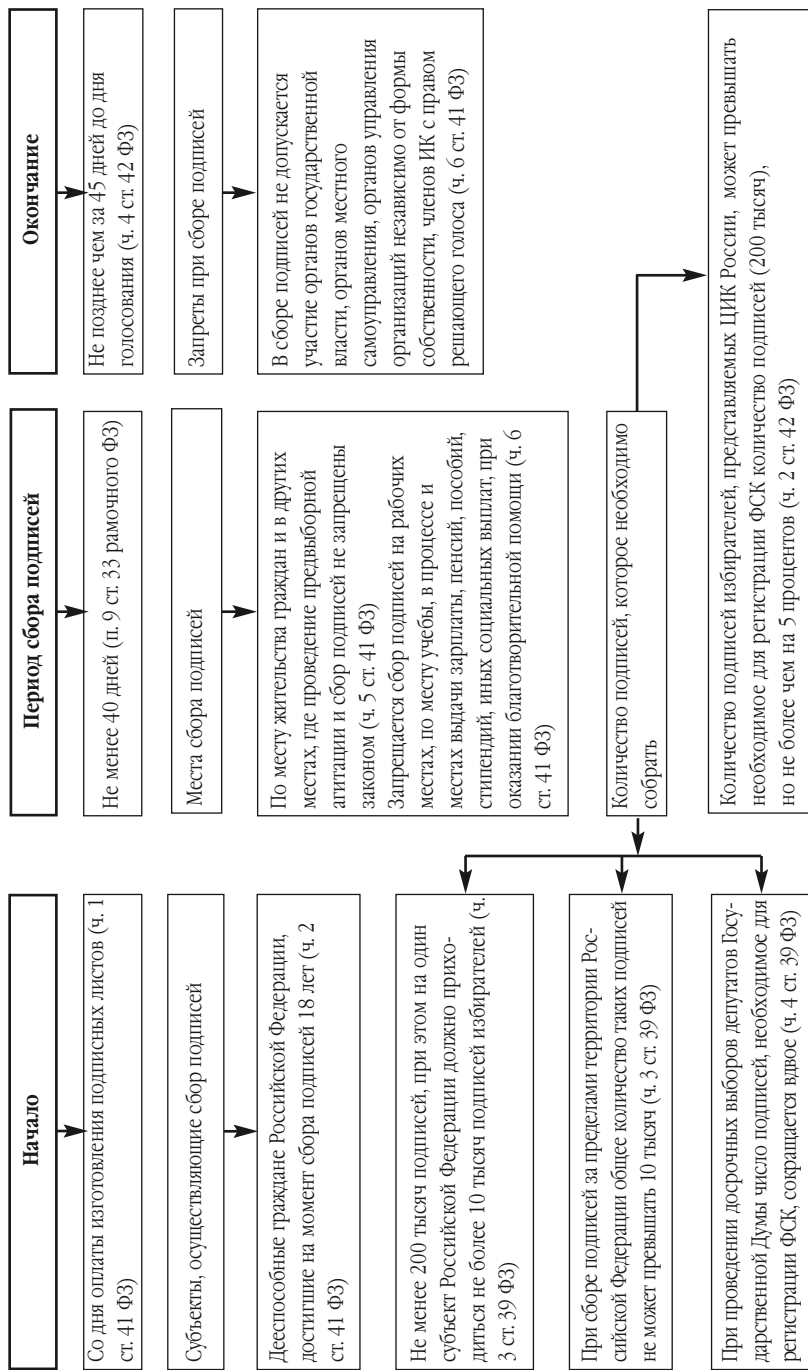 Начало
Со дня оплаты изготовления подписных листов (ч. 1
ст. 41 ФЗ)
Субъекты, осуществляющие сбор подписей
Дееспособные граждане Российской Федерации,
достигшие на момент сбора подписей 18 лет (ч. 2
ст. 41 ФЗ)
Период сбора подписей
Не менее 40 дней (п. 9 ст. 33 рамочного ФЗ)
Места сбора подписей
По месту жительства граждан и в других
местах, где проведение предвыборной
агитации и сбор подписей не запрещены
законом (ч. 5 ст. 41 ФЗ)
Запрещается сбор подписей на рабочих
местах, по месту учебы, в процессе и
местах выдачи зарплаты, пенсий, пособий,
стипендий, иных социальных выплат, при
оказании благотворительной помощи (ч. 6
ст. 41 ФЗ)
Окончание
Не позднее чем за 45 дней до дня
голосования (ч. 4 ст. 42 ФЗ)
Запреты при сборе подписей
В сборе подписей не допускается
участие органов государственной
власти, органов местного
самоуправления, органов управления
организаций независимо от формы
собственности, членов ИК с правом
решающего голоса (ч. 6 ст. 41 ФЗ)
Количество подписей, которое необходимо
собрать
Не менее 200 тысяч подписей, при этом на один
субъект Российской Федерации должно прихо-
диться не более 10 тысяч подписей избирателей (ч.
3 ст. 39 ФЗ)
При сборе подписей за пределами территории Рос-
сийской Федерации общее количество таких подписей
не может превышать 10 тысяч (ч. 3 ст. 39 ФЗ)
При проведении досрочных выборов депутатов Госу-
дарственной Думы число подписей, необходимое для
регистрации ФСК, сокращается вдвое (ч. 4 ст. 39 ФЗ)
Количество подписей избирателей, представляемых ЦИК России, может превышать
необходимое для регистрации ФСК количество подписей (200 тысяч),
но не более чем на 5 процентов (ч. 2 ст. 42 ФЗ)